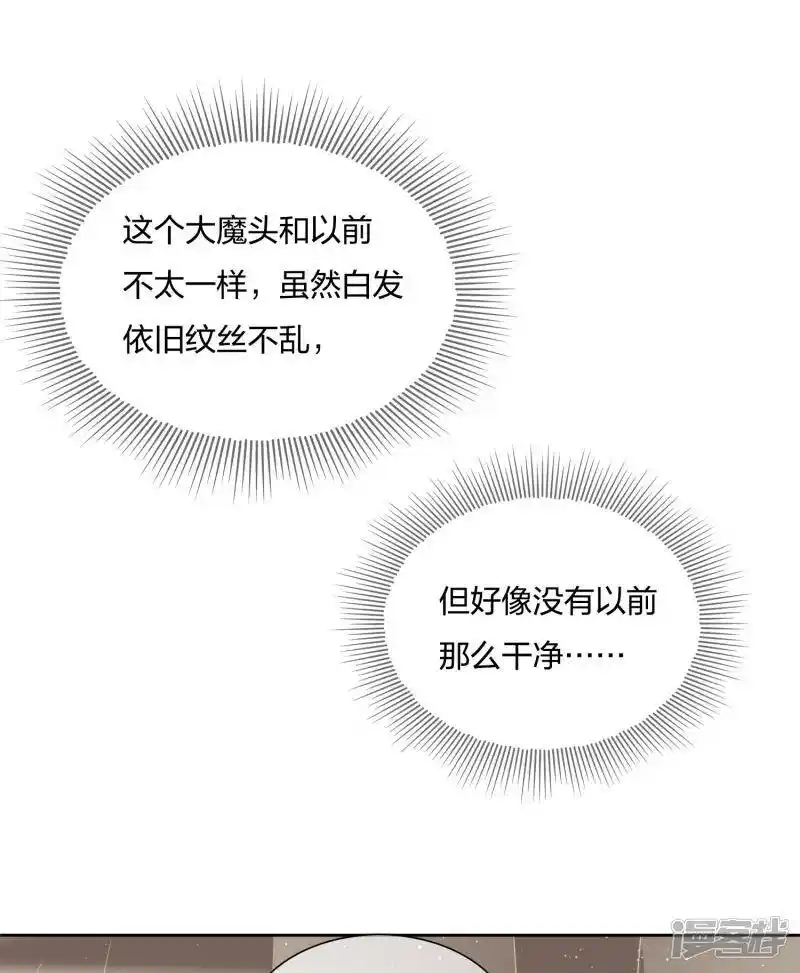 这个大魔头和以前
不太一样，虽然白发
依旧纹丝不乱，
但好像没有以前
那么干净……
漫客栈